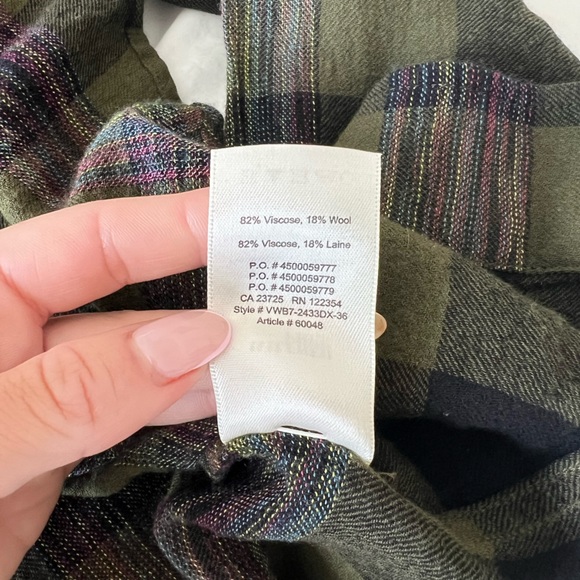 82% Viscose, 18% Wool
82% Viscose, 18% Laine
P.O. # 4500059777
P.O. # 4500059778
P.O. # 4500059779
CA 23725 RN 122354
Style # VWB7-2433DX-36
Article # 60048